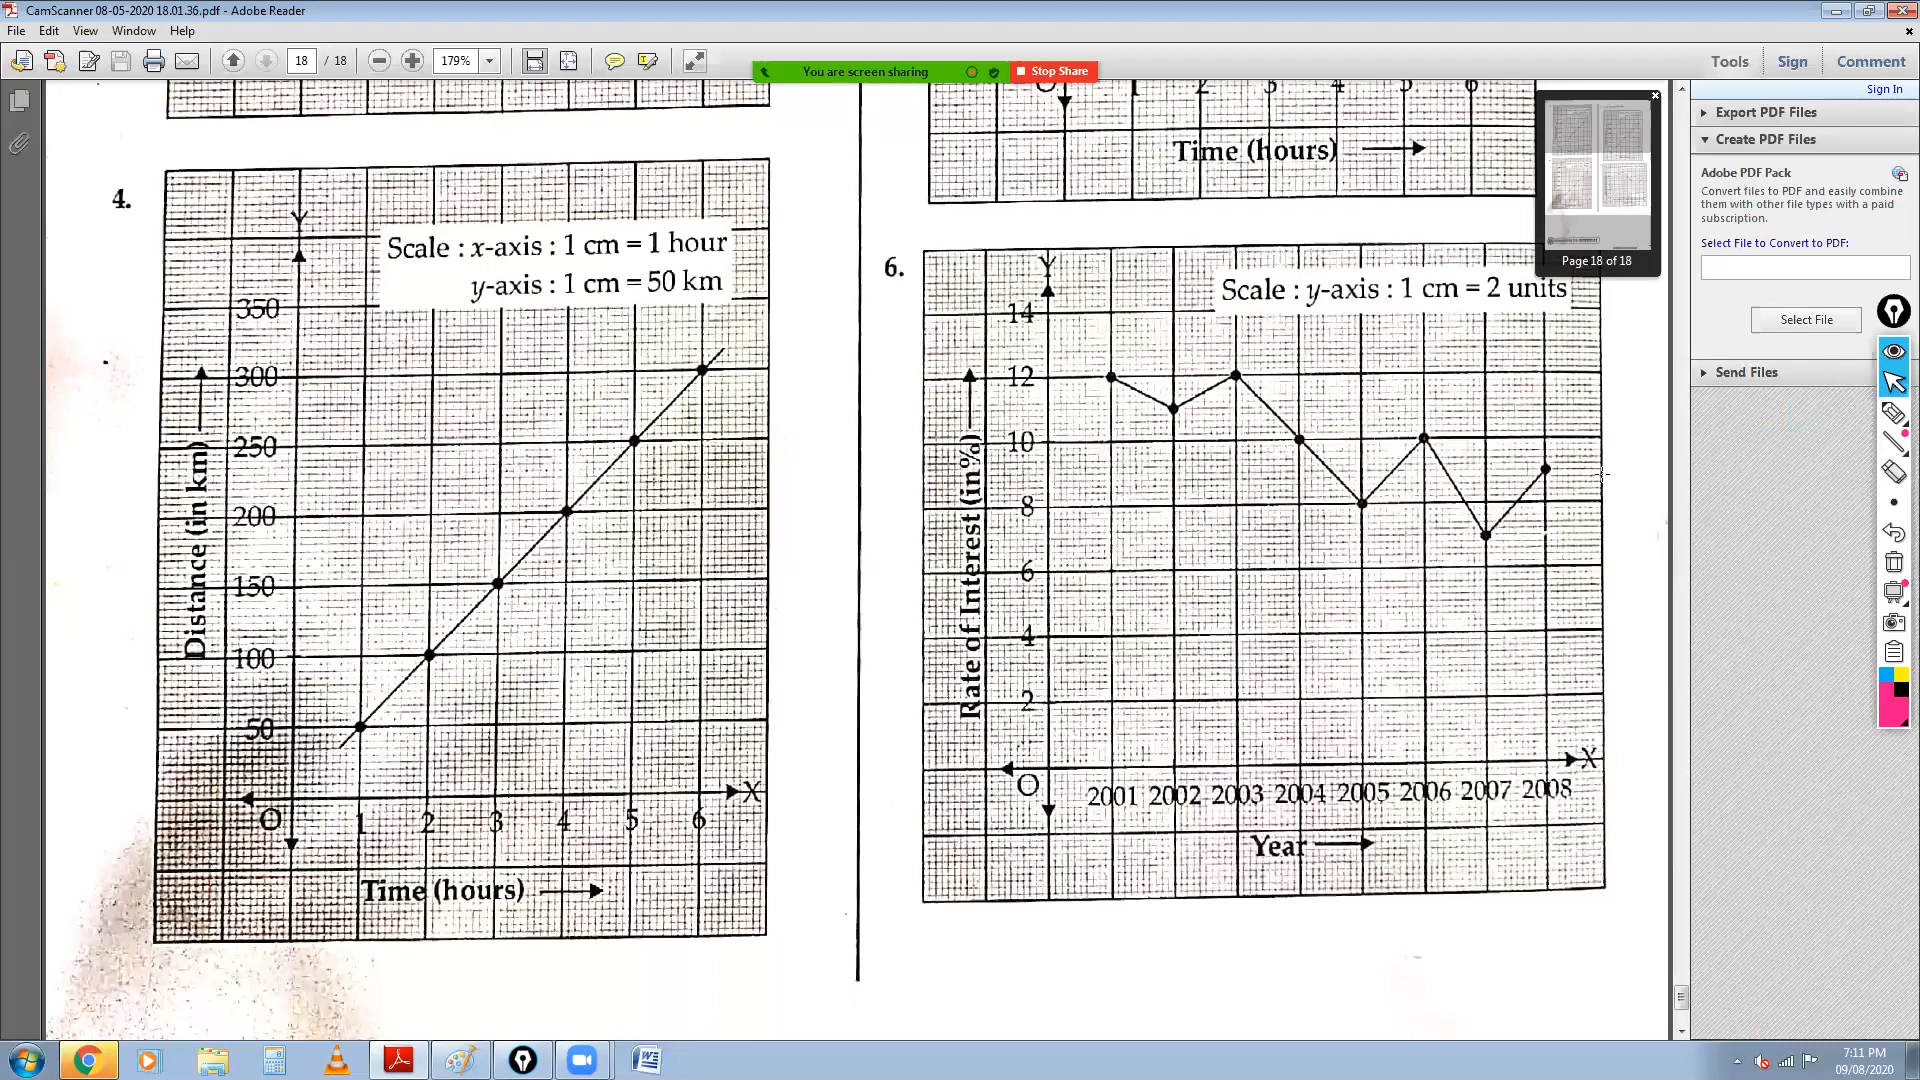 CamScanner 08-05-2020 18.01.36.pdf - Adobe Reader
File Edit View Window Help
18 / 18 179% Tools Sign Comment
You are screen sharing Stop Share
Sign In
Export PDF Files
Create PDF Files
Adobe PDF Pack
Convert files to PDF and easily combine
them with other file types with a paid
subscription.
Select File to Convert to PDF:
Select File
Send Files
Page 18 of 18
4.
Y
Scale : x-axis : 1 cm = 1 hour
y-axis : 1 cm = 50 km
350
300
250
200
150
100
50
Distance (in km)
O 1 2 3 4 5 6
X
Time (hours)
O 1 2 3 4 5 6
Time (hours)
6.
Y
Scale : y-axis : 1 cm = 2 units
14
12
10
8
6
4
2
Rate of Interest (in%)
X
O 2001 2002 2003 2004 2005 2006 2007 2008
Year
7:11 PM
09/08/2020